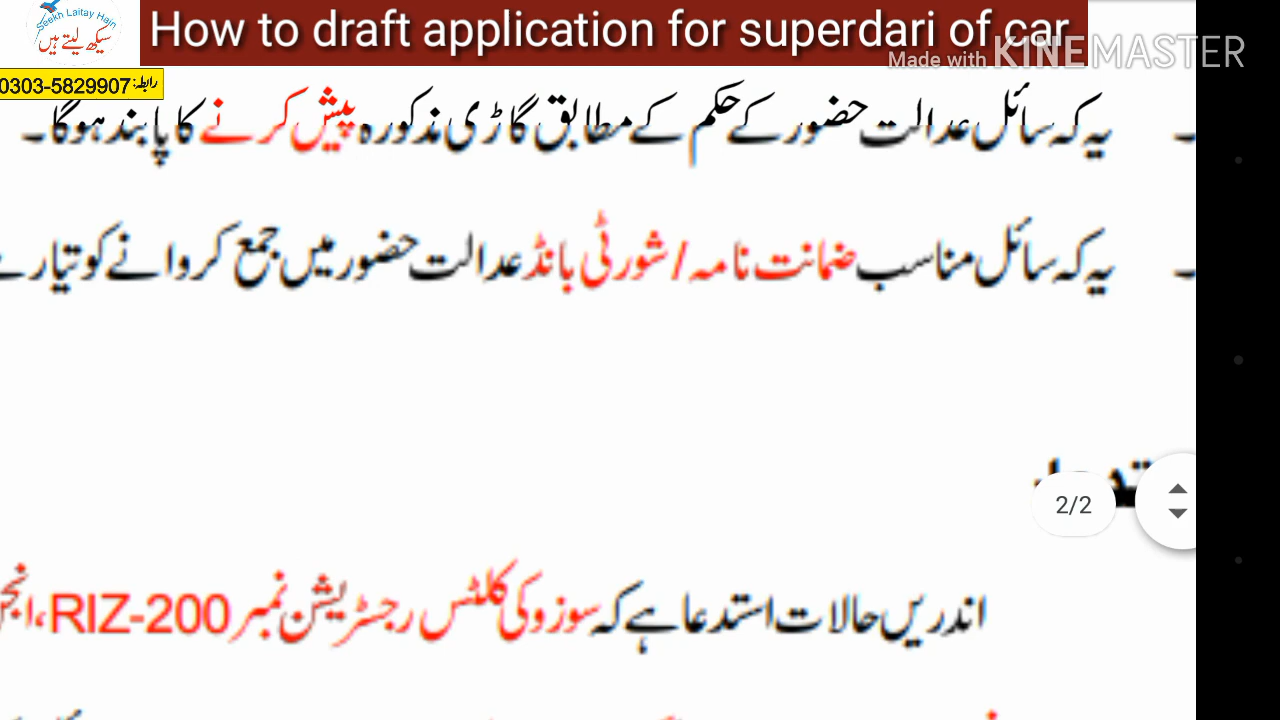 Seekh Laitay Hain
سیکھ لیتے ہیں
How to draft application for superdari of car
Made with KINEMASTER
رابطہ: 0303-5829907
۔ یہ کہ سائل عدالت حضور کے حکم کے مطابق گاڑی مذکورہ پیش کرنے کا پابند ہوگا۔
۔ یہ کہ سائل مناسب ضمانت نامہ / شورٹی بانڈ عدالت حضور میں جمع کروانے کو تیار
2/2
اندریں حالات استدعا ہے کہ سوزوکی کلٹس رجسٹریشن نمبر RIZ-200،